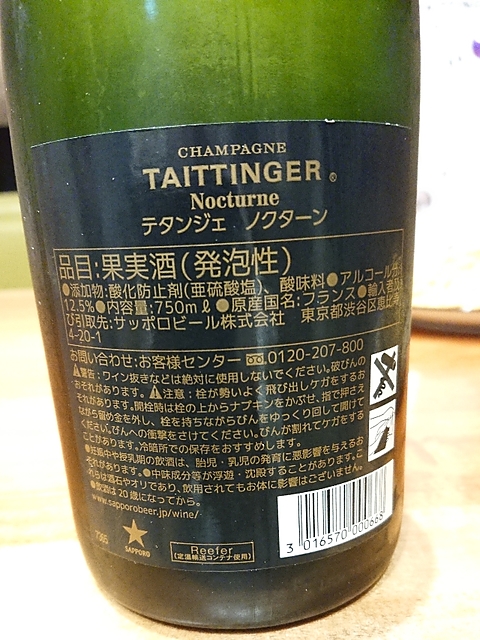 CHAMPAGNE
TAITTINGER®
Nocturne
テタンジェ ノクターン
品目:果実酒(発泡性)
●添加物:酸化防止剤(亜硫酸塩)、酸味料●アルコール分
12.5%●内容量:750mℓ●原産国名:フランス●輸入者及
び引取先:サッポロビール株式会社 東京都渋谷区恵比寿
4-20-1
お問い合わせ:お客様センター 0120-207-800
⚠警告:ワイン抜きなどは絶対に使用しないでください。破びんの
おそれがあります。⚠注意:栓が勢いよく飛び出しケガをするお
それがあります。開栓時は栓の上からナプキンをかぶせ、指で押さえ
ながら留め金を外し、栓を持ちながらびんをゆっくり回して開けて
ください。びんへの衝撃をさけてください。びんが割れてケガをする
ことがあります。冷暗所での保存をおすすめします。
●妊娠中や授乳期の飲酒は、胎児・乳児の発育に悪影響を与えるお
それがあります。●中味成分等が浮遊・沈殿することがあります。こ
れらは酒石やオリであり、飲用されてもお体に影響はございません。
●飲酒は20歳になってから。
www.sapporobeer.jp/wine/
SAPPORO
Reefer
(定温輸送コンテナ使用)
3 016570 000668